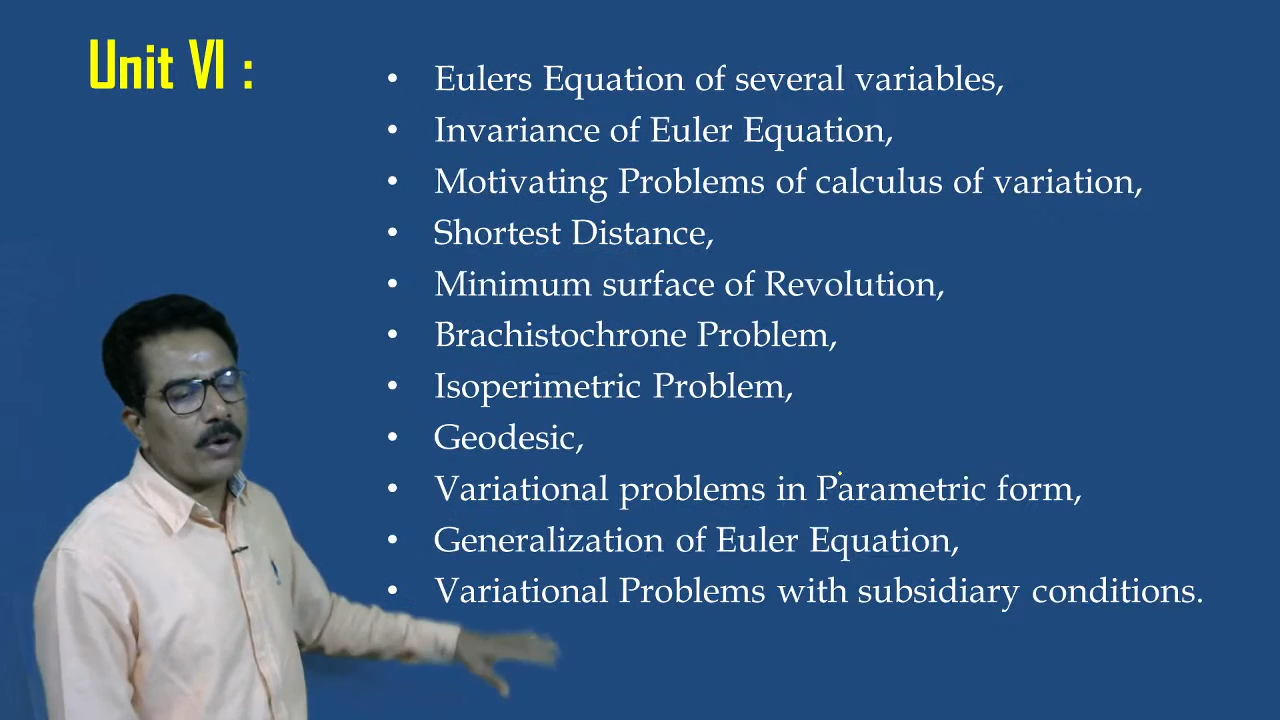 Unit VI :
• Eulers Equation of several variables,
• Invariance of Euler Equation,
• Motivating Problems of calculus of variation,
• Shortest Distance,
• Minimum surface of Revolution,
• Brachistochrone Problem,
• Isoperimetric Problem,
• Geodesic,
• Variational problems in Parametric form,
• Generalization of Euler Equation,
• Variational Problems with subsidiary conditions.